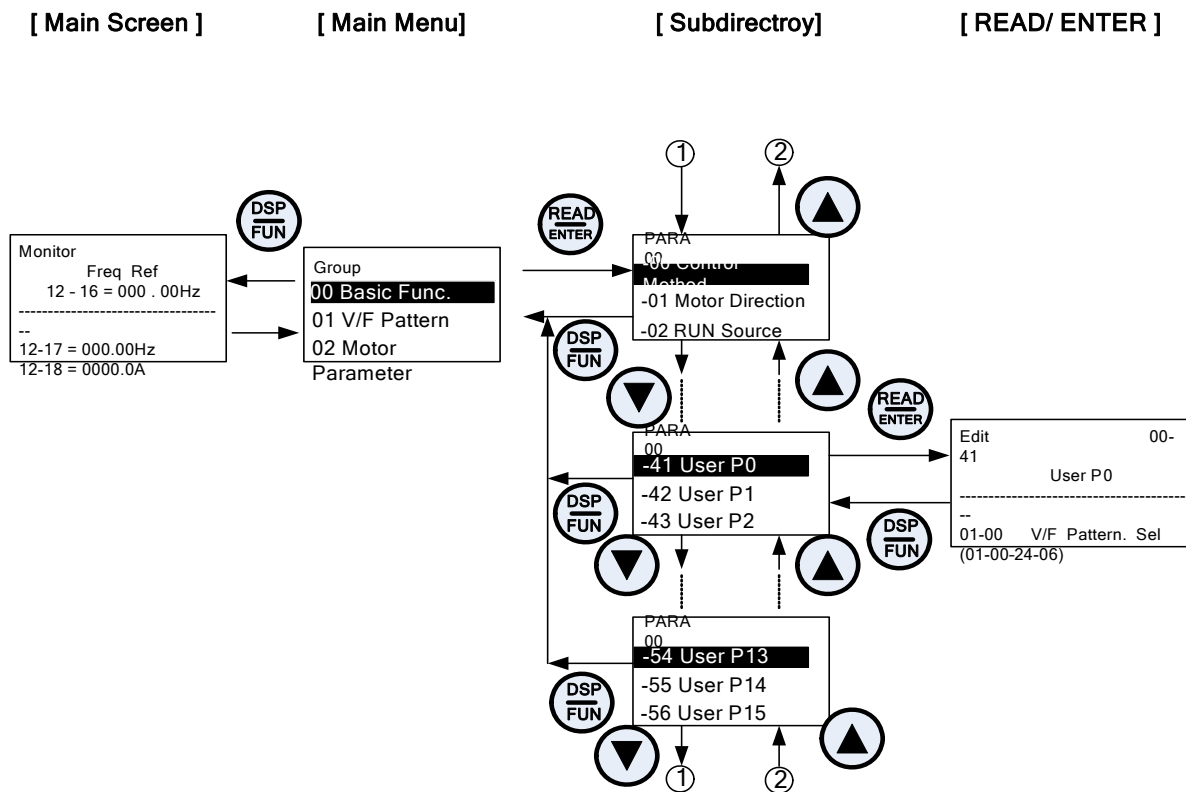 [ Main Screen ]
[ Main Menu]
[ Subdirectroy]
[ READ/ ENTER ]
1
2
DSP
FUN
READ
ENTER
Monitor
Freq Ref
12 - 16 = 000 . 00Hz
-----------------------------------
--
12-17 = 000.00Hz
12-18 = 0000.0A
Group
00 Basic Func.
01 V/F Pattern
02 Motor
Parameter
PARA
00
-00 Control
Method
-01 Motor Direction
-02 RUN Source
DSP
FUN
READ
ENTER
PARA
00
-41 User P0
-42 User P1
-43 User P2
DSP
FUN
Edit 00-
41
User P0
-----------------------------------
--
01-00 V/F Pattern. Sel
(01-00-24-06)
DSP
FUN
PARA
00
-54 User P13
-55 User P14
-56 User P15
DSP
FUN
1
2